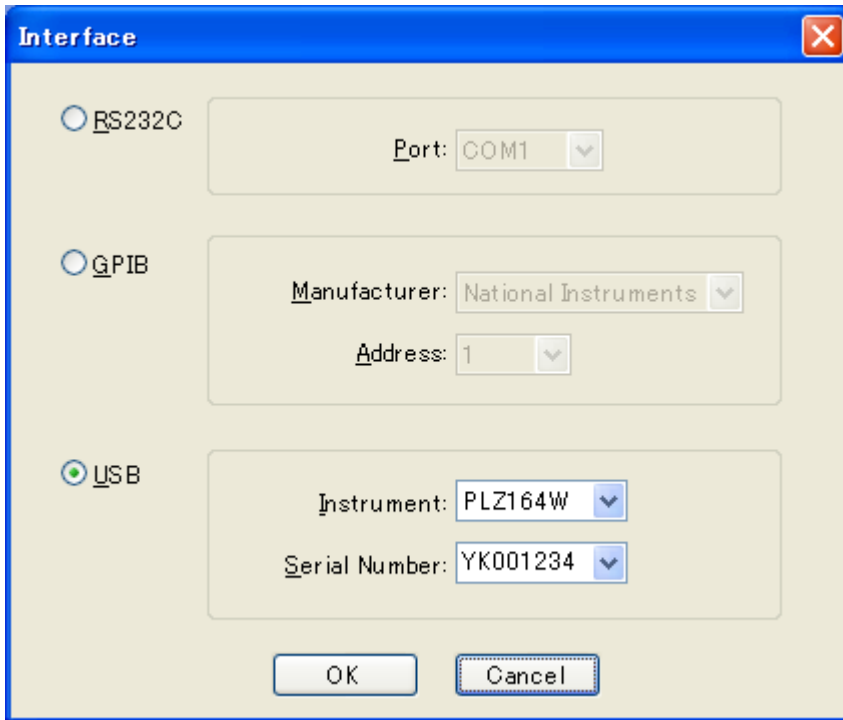 Interface
RS232C
Port: COM1
GPIB
Manufacturer: National Instruments
Address: 1
USB
Instrument: PLZ164W
Serial Number: YK001234
OK Cancel